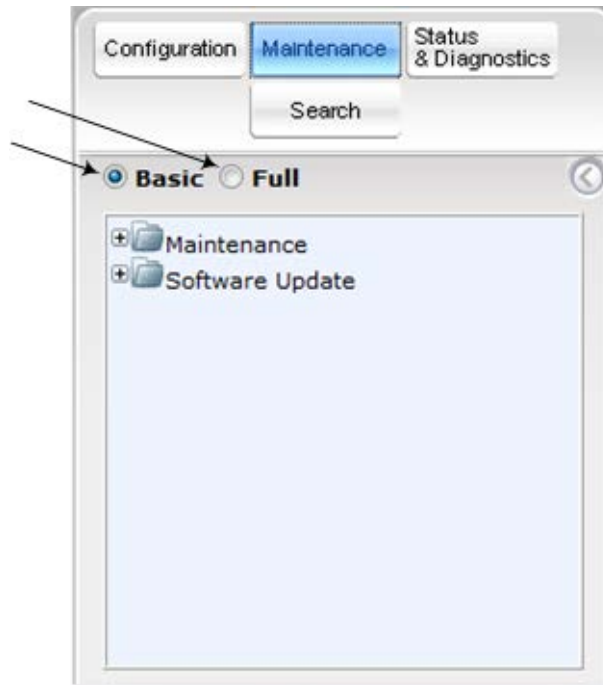 Configuration Maintenance Status
& Diagnostics
Search
Basic Full
Maintenance
Software Update